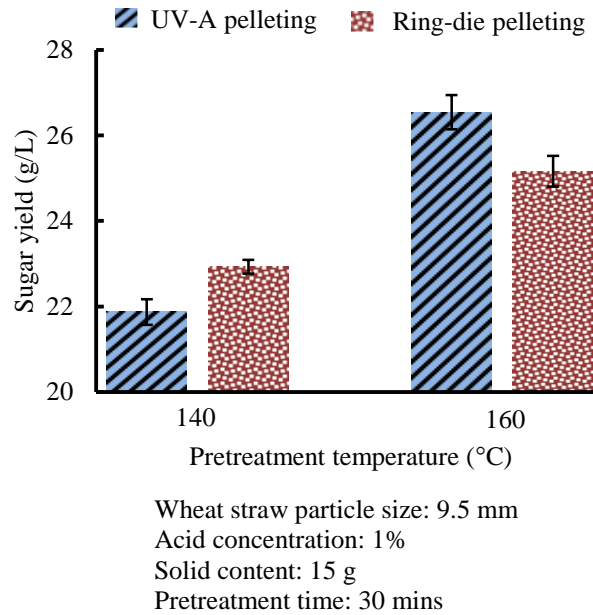 UV-A pelleting Ring-die pelleting
28
26
24
22
20
Sugar yield (g/L)
140 160
Pretreatment temperature (°C)
Wheat straw particle size: 9.5 mm
Acid concentration: 1%
Solid content: 15 g
Pretreatment time: 30 mins